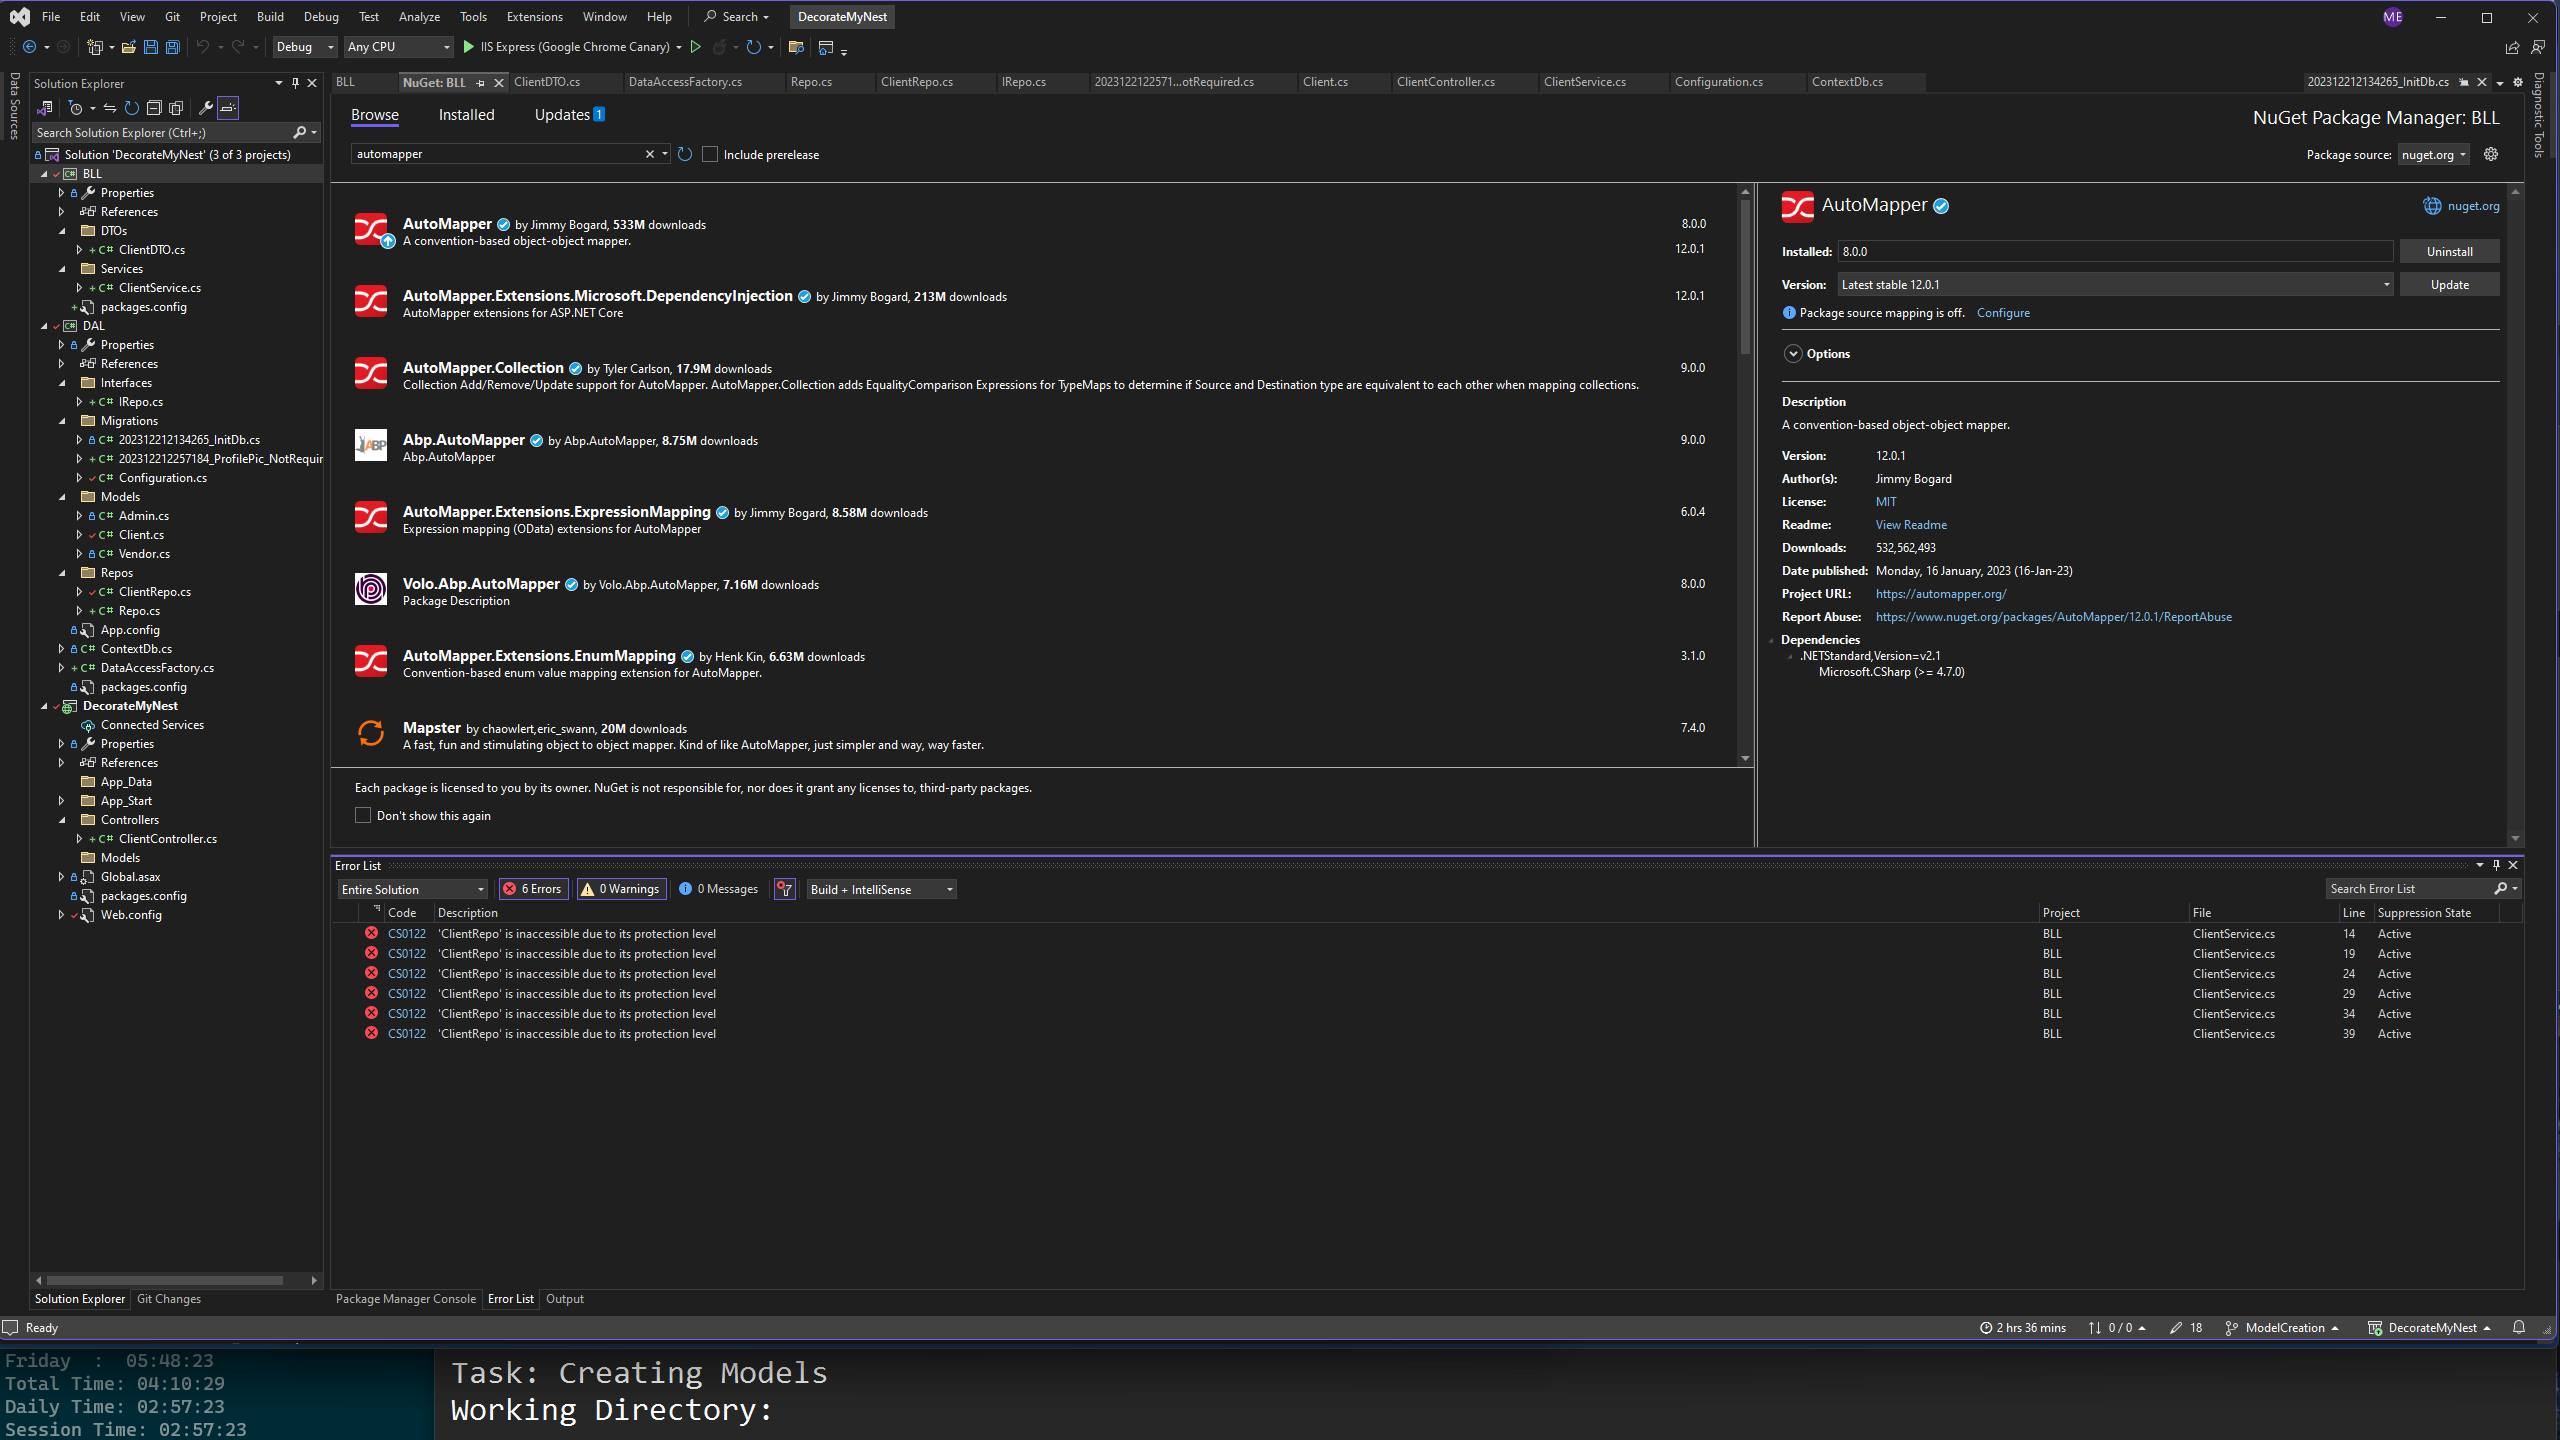 File Edit View Git Project Build Debug Test Analyze Tools Extensions Window Help Search DecorateMyNest ME
Debug Any CPU IIS Express (Google Chrome Canary)
Data Sources
Solution Explorer
Search Solution Explorer (Ctrl+;)
Solution 'DecorateMyNest' (3 of 3 projects)
BLL
Properties
References
DTOs
C# ClientDTO.cs
Services
C# ClientService.cs
packages.config
DAL
Properties
References
Interfaces
C# IRepo.cs
Migrations
C# 202312212134265_InitDb.cs
C# 202312212257184_ProfilePic_NotRequir
C# Configuration.cs
Models
C# Admin.cs
C# Client.cs
C# Vendor.cs
Repos
C# ClientRepo.cs
C# Repo.cs
App.config
C# ContextDb.cs
C# DataAccessFactory.cs
packages.config
DecorateMyNest
Connected Services
Properties
References
App_Data
App_Start
Controllers
C# ClientController.cs
Models
Global.asax
packages.config
Web.config
Solution Explorer Git Changes
BLL NuGet: BLL ClientDTO.cs DataAccessFactory.cs Repo.cs ClientRepo.cs IRepo.cs 2023122122571...otRequired.cs Client.cs ClientController.cs ClientService.cs Configuration.cs ContextDb.cs 202312212134265_InitDb.cs
Diagnostic Tools
Browse Installed Updates 1
NuGet Package Manager: BLL
automapper Include prerelease
Package source: nuget.org
AutoMapper by Jimmy Bogard, 533M downloads 8.0.0
A convention-based object-object mapper. 12.0.1
AutoMapper.Extensions.Microsoft.DependencyInjection by Jimmy Bogard, 213M downloads 12.0.1
AutoMapper extensions for ASP.NET Core
AutoMapper.Collection by Tyler Carlson, 17.9M downloads 9.0.0
Collection Add/Remove/Update support for AutoMapper. AutoMapper.Collection adds EqualityComparison Expressions for TypeMaps to determine if Source and Destination type are equivalent to each other when mapping collections.
ABP
Abp.AutoMapper by Abp.AutoMapper, 8.75M downloads 9.0.0
Abp.AutoMapper
AutoMapper.Extensions.ExpressionMapping by Jimmy Bogard, 8.58M downloads 6.0.4
Expression mapping (OData) extensions for AutoMapper
Volo.Abp.AutoMapper by Volo.Abp.AutoMapper, 7.16M downloads 8.0.0
Package Description
AutoMapper.Extensions.EnumMapping by Henk Kin, 6.63M downloads 3.1.0
Convention-based enum value mapping extension for AutoMapper.
Mapster by chaowlert,eric_swann, 20M downloads 7.4.0
A fast, fun and stimulating object to object mapper. Kind of like AutoMapper, just simpler and way, way faster.
Each package is licensed to you by its owner. NuGet is not responsible for, nor does it grant any licenses to, third-party packages.
Don't show this again
AutoMapper nuget.org
Installed: 8.0.0 Uninstall
Version: Latest stable 12.0.1 Update
Package source mapping is off. Configure
Options
Description
A convention-based object-object mapper.
Version: 12.0.1
Author(s): Jimmy Bogard
License: MIT
Readme: View Readme
Downloads: 532,562,493
Date published: Monday, 16 January, 2023 (16-Jan-23)
Project URL: https://automapper.org/
Report Abuse: https://www.nuget.org/packages/AutoMapper/12.0.1/ReportAbuse
Dependencies
.NETStandard,Version=v2.1
Microsoft.CSharp (>= 4.7.0)
Error List
Entire Solution 6 Errors 0 Warnings 0 Messages Build + IntelliSense Search Error List
Code Description Project File Line Suppression State
CS0122 'ClientRepo' is inaccessible due to its protection level BLL ClientService.cs 14 Active
CS0122 'ClientRepo' is inaccessible due to its protection level BLL ClientService.cs 19 Active
CS0122 'ClientRepo' is inaccessible due to its protection level BLL ClientService.cs 24 Active
CS0122 'ClientRepo' is inaccessible due to its protection level BLL ClientService.cs 29 Active
CS0122 'ClientRepo' is inaccessible due to its protection level BLL ClientService.cs 34 Active
CS0122 'ClientRepo' is inaccessible due to its protection level BLL ClientService.cs 39 Active
Package Manager Console Error List Output
Ready 2 hrs 36 mins 0 / 0 18 ModelCreation DecorateMyNest
Friday : 05:48:23
Total Time: 04:10:29
Daily Time: 02:57:23
Session Time: 02:57:23
Task: Creating Models
Working Directory: